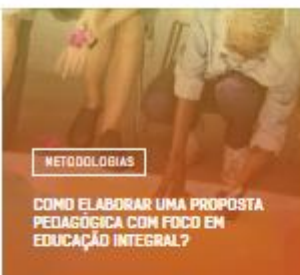 METODOLOGIAS
COMO ELABORAR UMA PROPOSTA
PEDAGÓGICA COM FOCO EM
EDUCAÇÃO INTEGRAL?